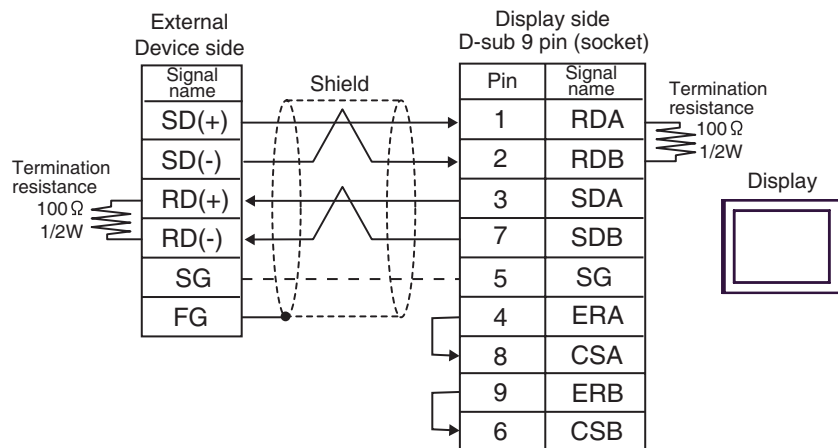 External
Device side
Signal
name
SD(+)
SD(-)
RD(+)
RD(-)
SG
FG
Termination
resistance
100 Ω
1/2W
Shield
Display side
D-sub 9 pin (socket)
Pin
Signal
name
1 RDA
2 RDB
3 SDA
7 SDB
5 SG
4 ERA
8 CSA
9 ERB
6 CSB
Termination
resistance
100 Ω
1/2W
Display